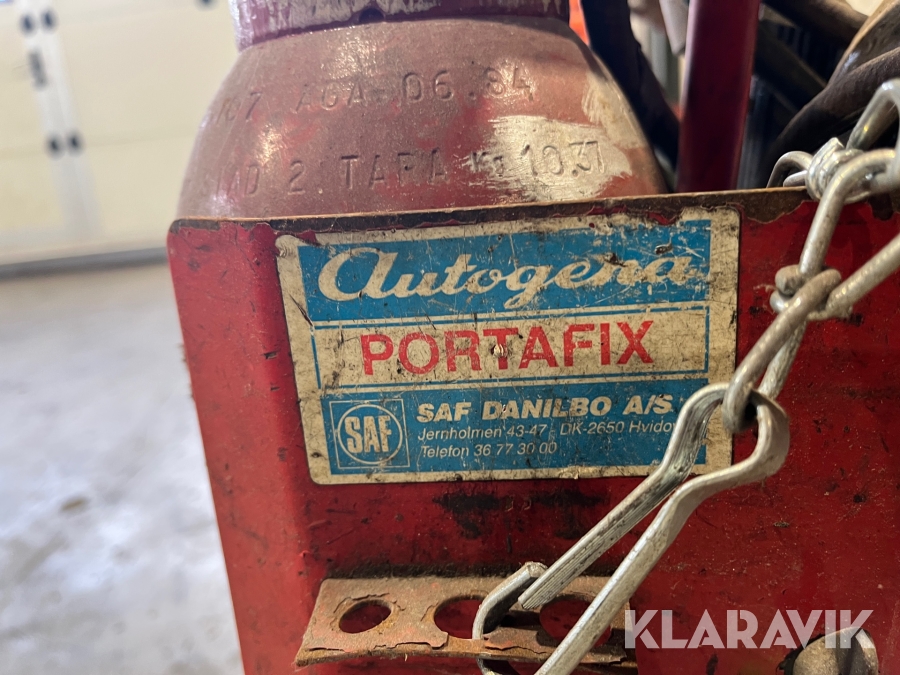 AGA 06.84
2 TARA 10.37
Autogena
PORTAFIX
SAF
SAF DANILBO A/S
Jernholmen 43-47 - DK-2650 Hvidov
Telefon 36 77 30 00
KLARAVIK